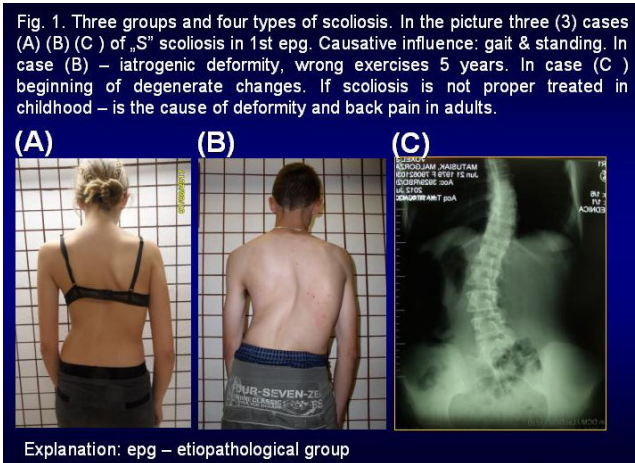 Fig. 1. Three groups and four types of scoliosis. In the picture three (3) cases
(A) (B) (C ) of „S” scoliosis in 1st epg. Causative influence: gait & standing. In
case (B) – iatrogenic deformity, wrong exercises 5 years. In case (C )
beginning of degenerate changes. If scoliosis is not proper treated in
childhood – is the cause of deformity and back pain in adults.
(A) (B) (C)
FOUR-SEVEN-ZE
Explanation: epg – etiopathological group